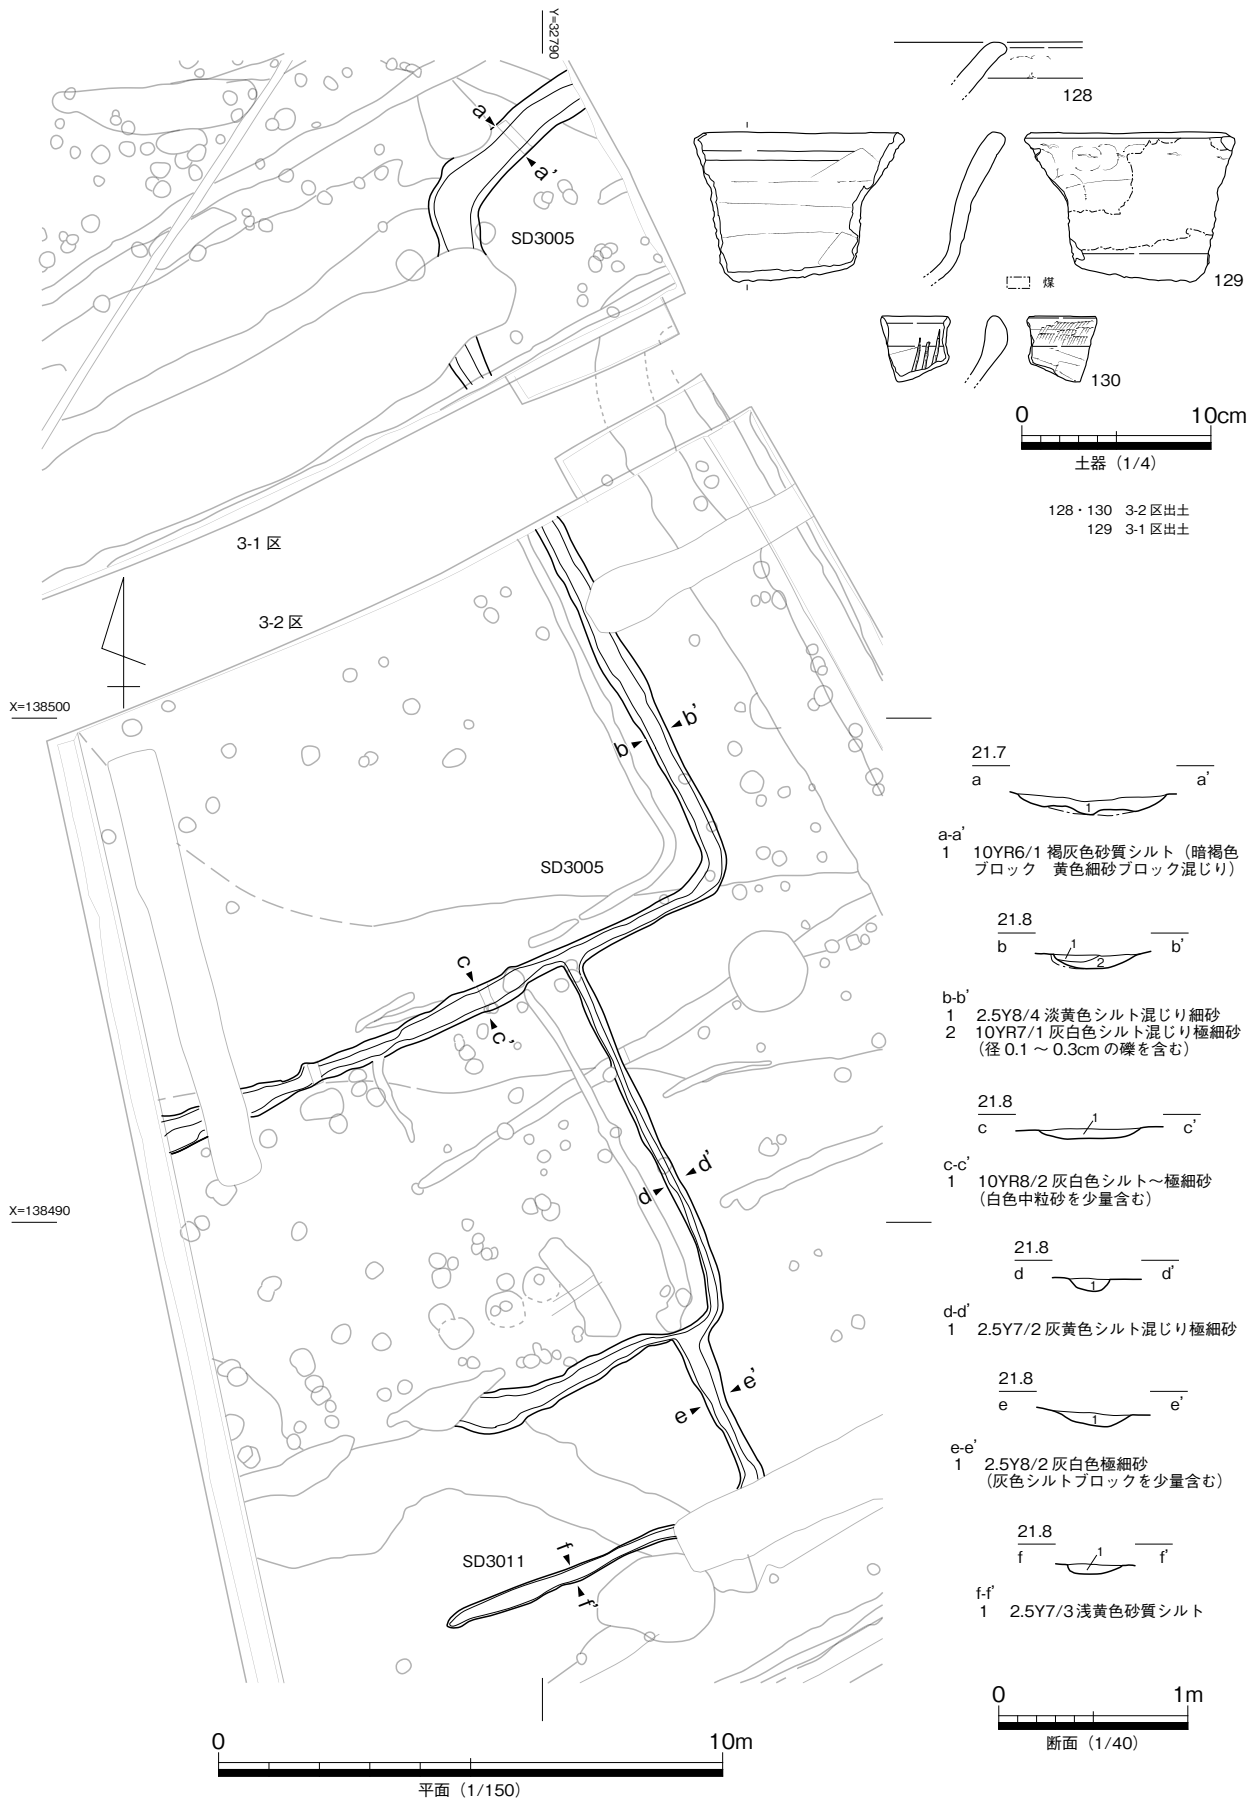 Y=32790
a
a’
SD3005
3-1 区
3-2 区
X=138500
b’
b
SD3005
c
c’
X=138490
d’
d
e’
e
SD3011
f
f’
0 10m
平面（1/150）
128
129
煤
130
0 10cm
土器（1/4）
128・130 3-2 区出土
129 3-1 区出土
21.7
a a’
1
a-a’
1 10YR6/1 褐灰色砂質シルト（暗褐色
ブロック 黄色細砂ブロック混じり）
21.8
b b’
1
2
b-b’
1 2.5Y8/4 淡黄色シルト混じり細砂
2 10YR7/1 灰白色シルト混じり極細砂
（径 0.1 ～ 0.3cm の礫を含む）
21.8
c c’
1
c-c’
1 10YR8/2 灰白色シルト～極細砂
（白色中粒砂を少量含む）
21.8
d d’
1
d-d’
1 2.5Y7/2 灰黄色シルト混じり極細砂
21.8
e e’
1
e-e’
1 2.5Y8/2 灰白色極細砂
（灰色シルトブロックを少量含む）
21.8
f f’
1
f-f’
1 2.5Y7/3 浅黄色砂質シルト
0 1m
断面（1/40）